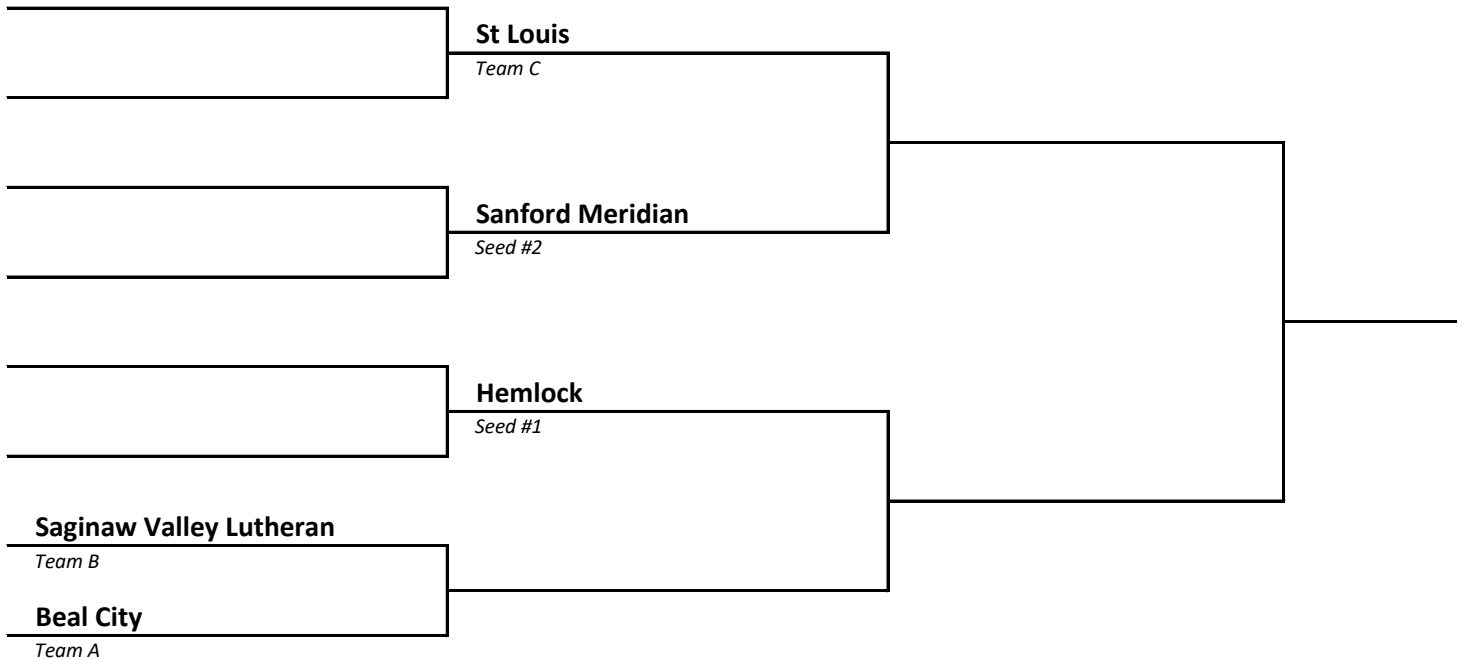 St Louis
Team C
Sanford Meridian
Seed #2
Hemlock
Seed #1
Saginaw Valley Lutheran
Team B
Beal City
Team A